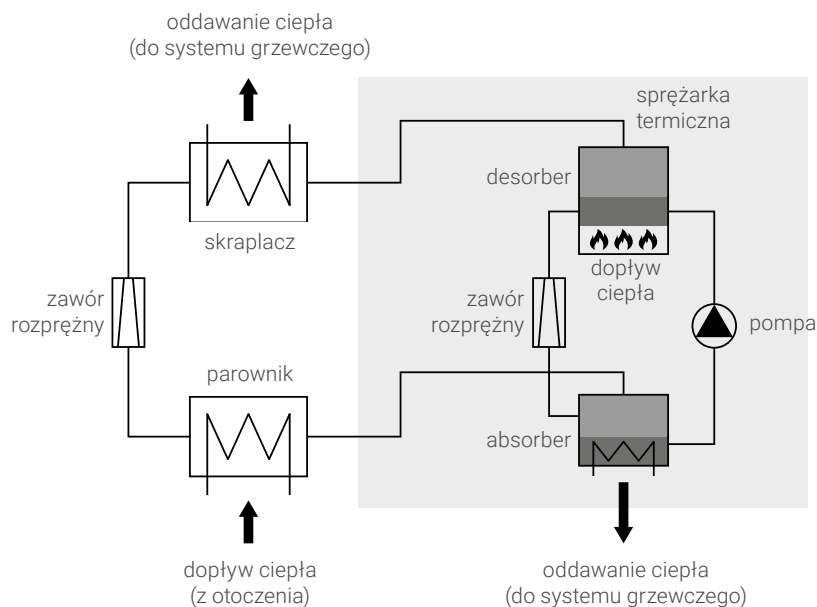 oddawanie ciepła
(do systemu grzewczego)
sprężarka
termiczna
desorber
skraplacz
dopływ
ciepła
zawór
rozprężny
zawór
rozprężny
pompa
parownik
absorber
dopływ ciepła
(z otoczenia)
oddawanie ciepła
(do systemu grzewczego)